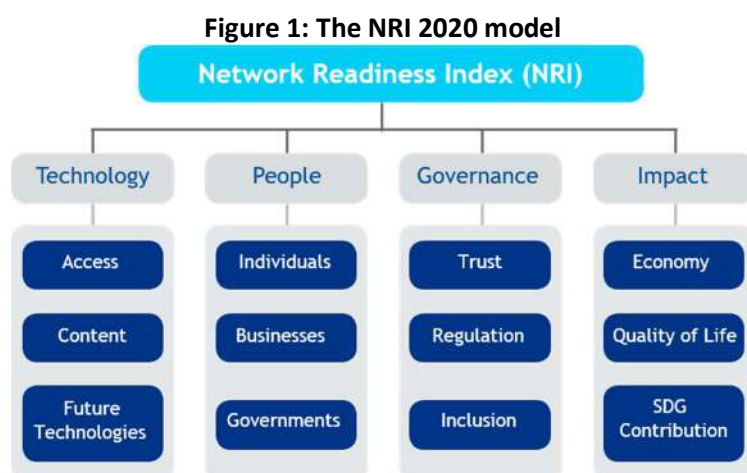 Figure 1: The NRI 2020 model
Network Readiness Index (NRI)
Technology
People
Governance
Impact
Access
Individuals
Trust
Economy
Content
Businesses
Regulation
Quality of Life
Future
Technologies
Governments
Inclusion
SDG
Contribution